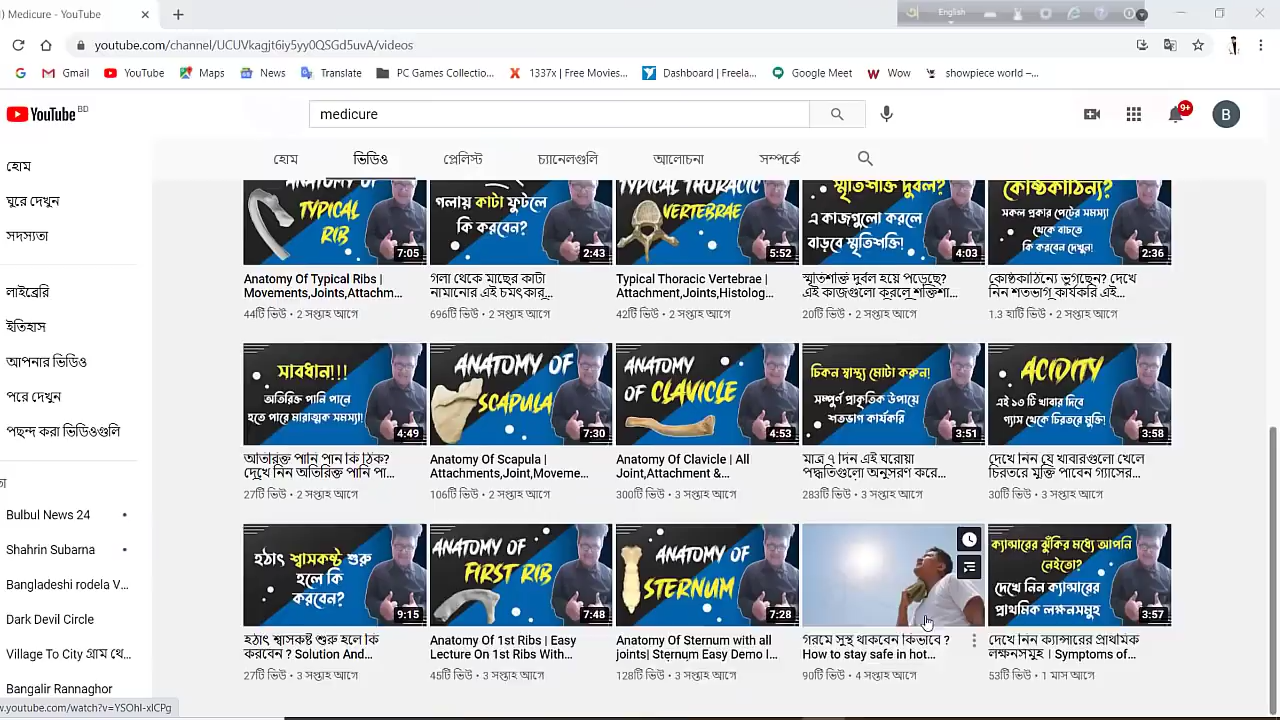 ) Medicure - YouTube
English
youtube.com/channel/UCUVkagjt6iy5yy0QSGd5uvA/videos
Gmail
YouTube
Maps
News
Translate
PC Games Collectio...
1337x | Free Movies...
Dashboard | Freela...
Google Meet
Wow
showpiece world –...
YouTube BD
medicure
9+
B
হোম
ভিডিও
প্লেলিস্ট
চ্যানেলগুলি
আলোচনা
সম্পর্কে
হোম
ঘুরে দেখুন
সদস্যতা
লাইব্রেরি
ইতিহাস
আপনার ভিডিও
পরে দেখুন
পছন্দ করা ভিডিওগুলি
Bulbul News 24
Shahrin Subarna
Bangladeshi rodela V...
Dark Devil Circle
Village To City গ্রাম থে...
Bangalir Rannaghor
ANATOMY OF
TYPICAL
RIB
7:05
গলায় কাটা ফুটলে
কি করবেন?
2:43
TYPICAL THORACIC
VERTEBRAE
5:52
স্মৃতিশক্তি দুর্বল?
এ কাজগুলো করলে
বাড়বে স্মৃতিশক্তি!
4:03
কোষ্ঠকাঠিন্য?
সকল প্রকার পেটের সমস্যা
থেকে বাচতে
কি করবেন দেখুন!
2:36
Anatomy Of Typical Ribs |
Movements,Joints,Attachm...
44টি ভিউ • 2 সপ্তাহ আগে
গলা থেকে মাছের কাটা
নামানোর এই চমৎকার...
696টি ভিউ • 2 সপ্তাহ আগে
Typical Thoracic Vertebrae |
Attachment,Joints,Histolog...
42টি ভিউ • 2 সপ্তাহ আগে
স্মৃতিশক্তি দুর্বল হয়ে পড়েছে?
এই কাজগুলো করলে শক্তিশা...
20টি ভিউ • 2 সপ্তাহ আগে
কোষ্ঠকাঠিন্যে ভুগছেন? দেখে
নিন শতভাগ কার্যকরি এই...
1.3 হাটি ভিউ • 2 সপ্তাহ আগে
সাবধান!!!
অতিরিক্ত পানি পানে
হতে পারে মারাত্মক সমস্যা!
4:49
ANATOMY OF
SCAPULA
7:30
ANATOMY
OF CLAVICLE
4:53
চিকন স্বাস্থ্য মোটা করুন!
সম্পূর্ণ প্রাকৃতিক উপায়ে
শতভাগ কার্যকরি
3:51
ACIDITY
এই ১৩ টি খাবার দিবে
গ্যাস থেকে চিরতরে মুক্তি!
3:58
অতিরিক্ত পানি পান কি ঠিক?
দেখে নিন অতিরিক্ত পানি পা...
27টি ভিউ • 2 সপ্তাহ আগে
Anatomy Of Scapula |
Attachments,Joint,Moveme...
106টি ভিউ • 2 সপ্তাহ আগে
Anatomy Of Clavicle | All
Joint,Attachment &...
300টি ভিউ • 3 সপ্তাহ আগে
মাত্র ৭ দিন এই ঘরোয়া
পদ্ধতিগুলো অনুসরণ করে...
283টি ভিউ • 3 সপ্তাহ আগে
দেখে নিন যে খাবারগুলো খেলে
চিরতরে মুক্তি পাবেন গ্যাসের...
30টি ভিউ • 3 সপ্তাহ আগে
হঠাৎ শ্বাসকষ্ট শুরু
হলে কি
করবেন?
9:15
ANATOMY OF
FIRST RIB
7:48
ANATOMY OF
STERNUM
7:28
ক্যান্সারের ঝুঁকির মধ্যে আপনি
নেইতো?
দেখে নিন ক্যান্সারের
প্রাথমিক লক্ষনসমুহ
3:57
হঠাৎ শ্বাসকষ্ট শুরু হলে কি
করবেন ? Solution And...
27টি ভিউ • 3 সপ্তাহ আগে
Anatomy Of 1st Ribs | Easy
Lecture On 1st Ribs With...
45টি ভিউ • 3 সপ্তাহ আগে
Anatomy Of Sternum with all
joints| Sternum Easy Demo l...
128টি ভিউ • 3 সপ্তাহ আগে
গরমে সুস্থ থাকবেন কিভাবে ?
How to stay safe in hot...
90টি ভিউ • 4 সপ্তাহ আগে
দেখে নিন ক্যান্সারের প্রাথমিক
লক্ষনসমুহ । Symptoms of...
53টি ভিউ • 1 মাস আগে
w.youtube.com/watch?v=YSOhI-xlCPg